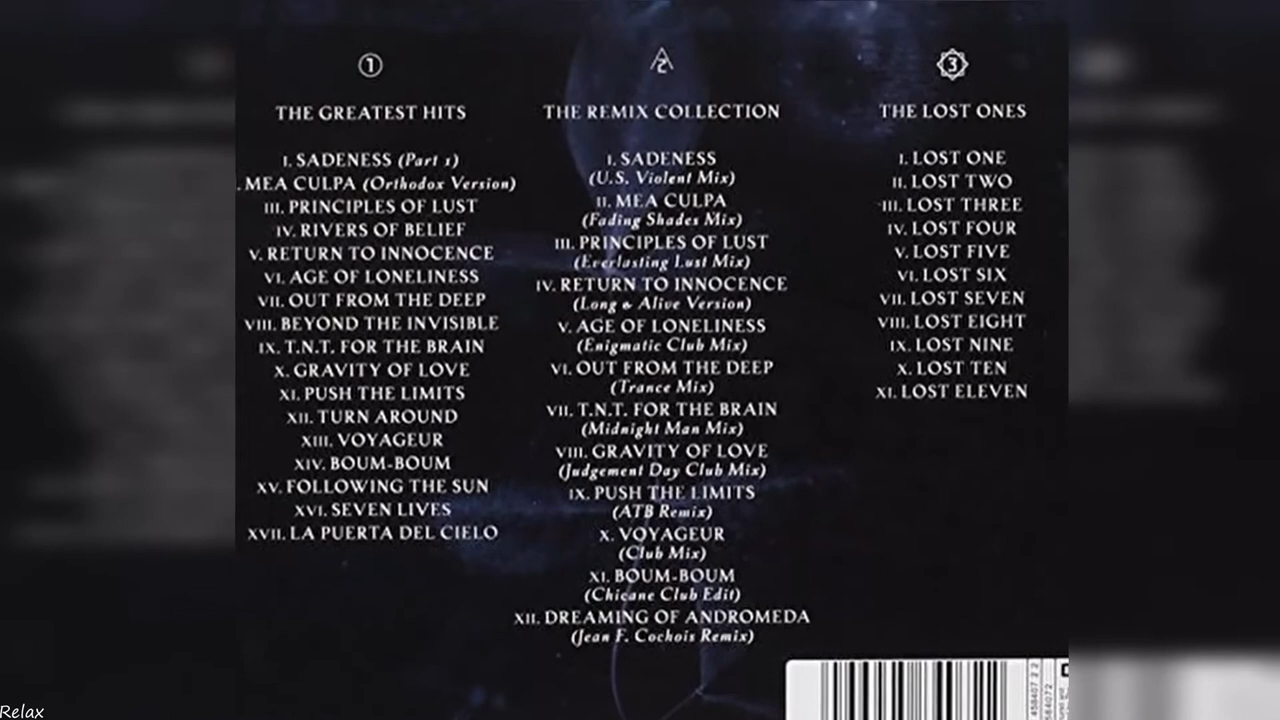 1
THE GREATEST HITS
I. SADENESS (Part 1)
. MEA CULPA (Orthodox Version)
III. PRINCIPLES OF LUST
IV. RIVERS OF BELIEF
V. RETURN TO INNOCENCE
VI. AGE OF LONELINESS
VII. OUT FROM THE DEEP
VIII. BEYOND THE INVISIBLE
IX. T.N.T. FOR THE BRAIN
X. GRAVITY OF LOVE
XI. PUSH THE LIMITS
XII. TURN AROUND
XIII. VOYAGEUR
XIV. BOUM-BOUM
XV. FOLLOWING THE SUN
XVI. SEVEN LIVES
XVII. LA PUERTA DEL CIELO
2
THE REMIX COLLECTION
I. SADENESS
(U.S. Violent Mix)
II. MEA CULPA
(Fading Shades Mix)
III. PRINCIPLES OF LUST
(Everlasting Lust Mix)
IV. RETURN TO INNOCENCE
(Long & Alive Version)
V. AGE OF LONELINESS
(Enigmatic Club Mix)
VI. OUT FROM THE DEEP
(Trance Mix)
VII. T.N.T. FOR THE BRAIN
(Midnight Man Mix)
VIII. GRAVITY OF LOVE
(Judgement Day Club Mix)
IX. PUSH THE LIMITS
(ATB Remix)
X. VOYAGEUR
(Club Mix)
XI. BOUM-BOUM
(Chicane Club Edit)
XII. DREAMING OF ANDROMEDA
(Jean F. Cochois Remix)
3
THE LOST ONES
I. LOST ONE
II. LOST TWO
III. LOST THREE
IV. LOST FOUR
V. LOST FIVE
VI. LOST SIX
VII. LOST SEVEN
VIII. LOST EIGHT
IX. LOST NINE
X. LOST TEN
XI. LOST ELEVEN
Relax